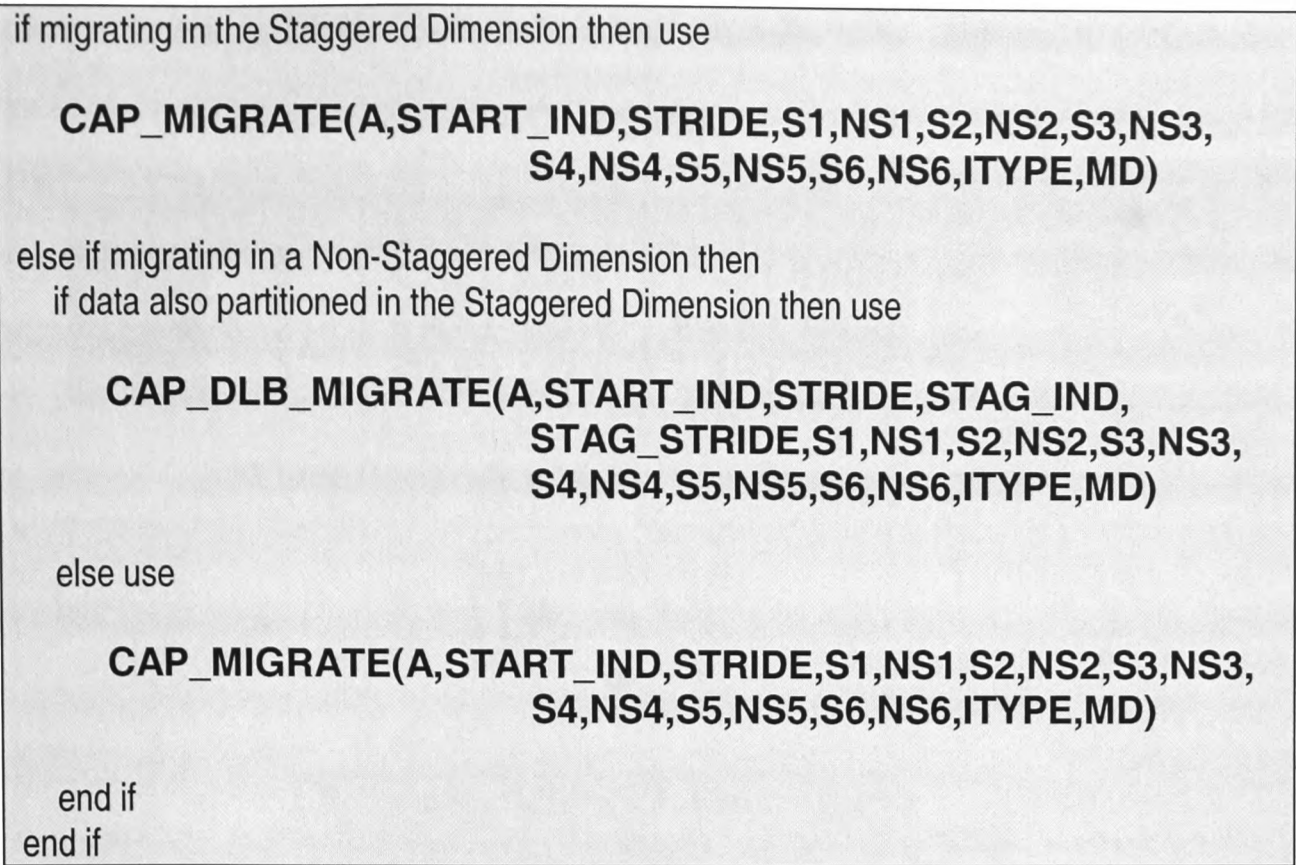 if migrating in the Staggered Dimension then use
CAP_MIGRATE(A,START_IND,STRIDE,S1,NS1,S2,NS2,S3,NS3,
S4,NS4,S5,NS5,S6,NS6,ITYPE,MD)
else if migrating in a Non-Staggered Dimension then
if data also partitioned in the Staggered Dimension then use
CAP_DLB_MIGRATE(A,START_IND,STRIDE,STAG_IND,
STAG_STRIDE,S1,NS1,S2,NS2,S3,NS3,
S4,NS4,S5,NS5,S6,NS6,ITYPE,MD)
else use
CAP_MIGRATE(A,START_IND,STRIDE,S1,NS1,S2,NS2,S3,NS3,
S4,NS4,S5,NS5,S6,NS6,ITYPE,MD)
end if
end if